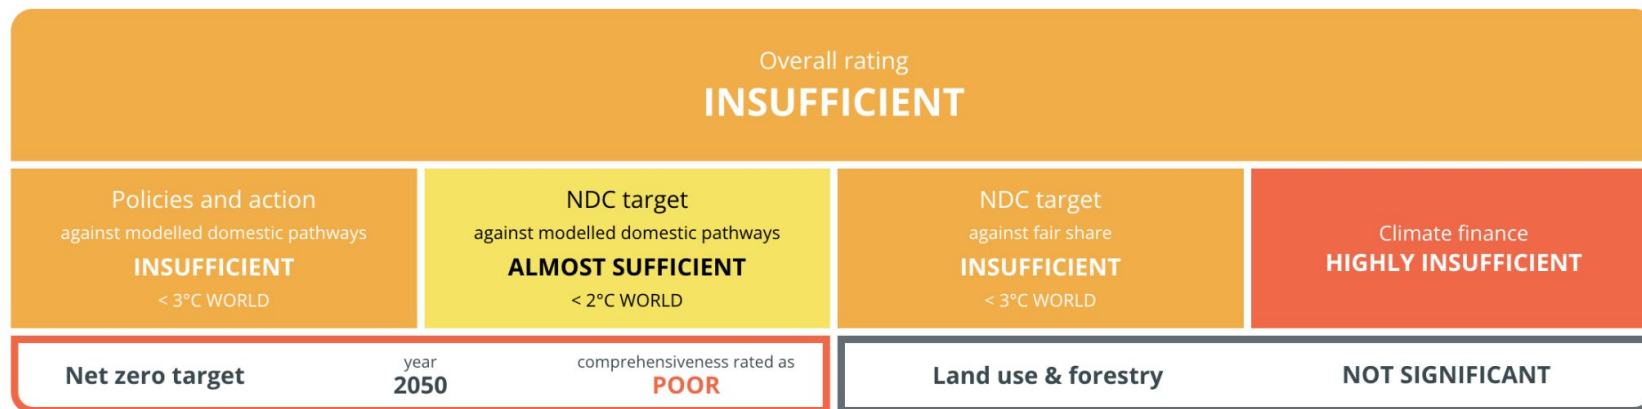 Overall rating
INSUFFICIENT
Policies and action
against modelled domestic pathways
INSUFFICIENT
< 3°C WORLD
NDC target
against modelled domestic pathways
ALMOST SUFFICIENT
< 2°C WORLD
NDC target
against fair share
INSUFFICIENT
< 3°C WORLD
Climate finance
HIGHLY INSUFFICIENT
Net zero target
year
2050
comprehensiveness rated as
POOR
Land use & forestry
NOT SIGNIFICANT